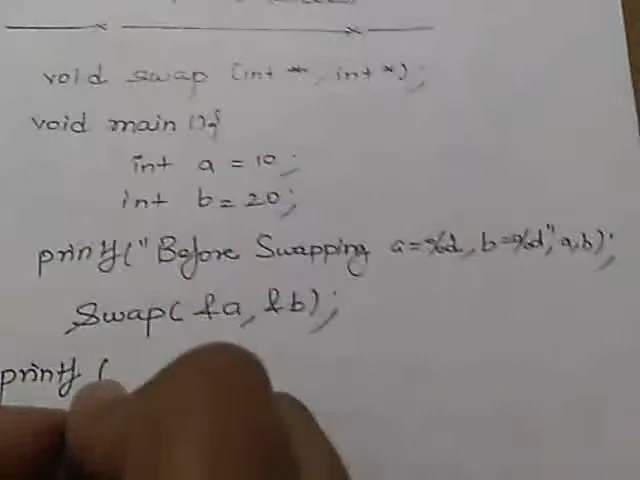 void swap (int *, int *);
void main (){
int a = 10;
int b = 20;
printf("Before Swapping a=%d, b=%d", a,b);
Swap( &a, &b);
printf (